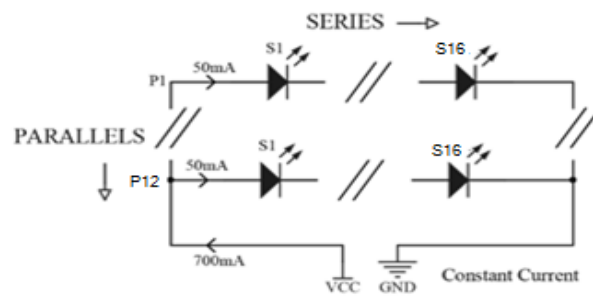 SERIES
S1 S16
P1 50mA
PARALLELS
S1 S16
P12 50mA
700mA
VCC GND Constant Current